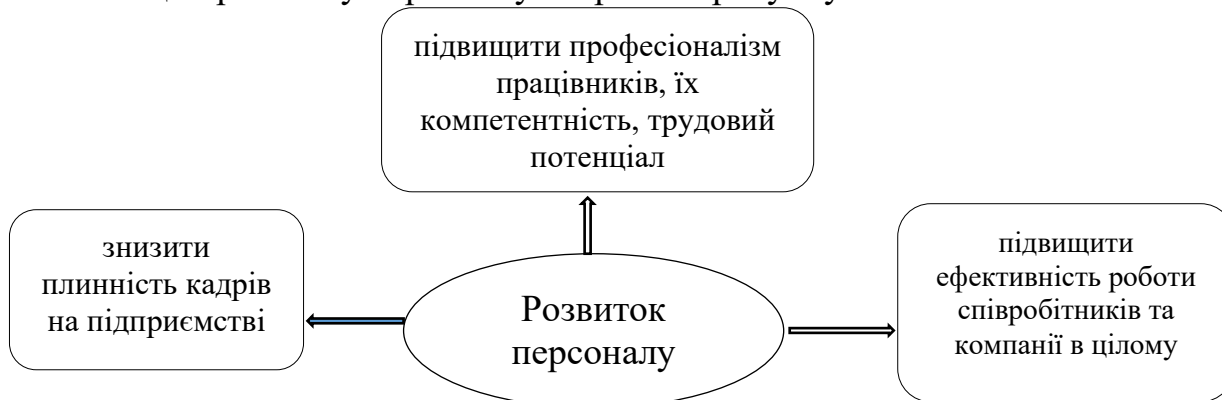 підвищити професіоналізм
працівників, їх
компетентність, трудовий
потенціал
знизити
плинність кадрів
на підприємстві
Розвиток
персоналу
підвищити
ефективність роботи
співробітників та
компанії в цілому